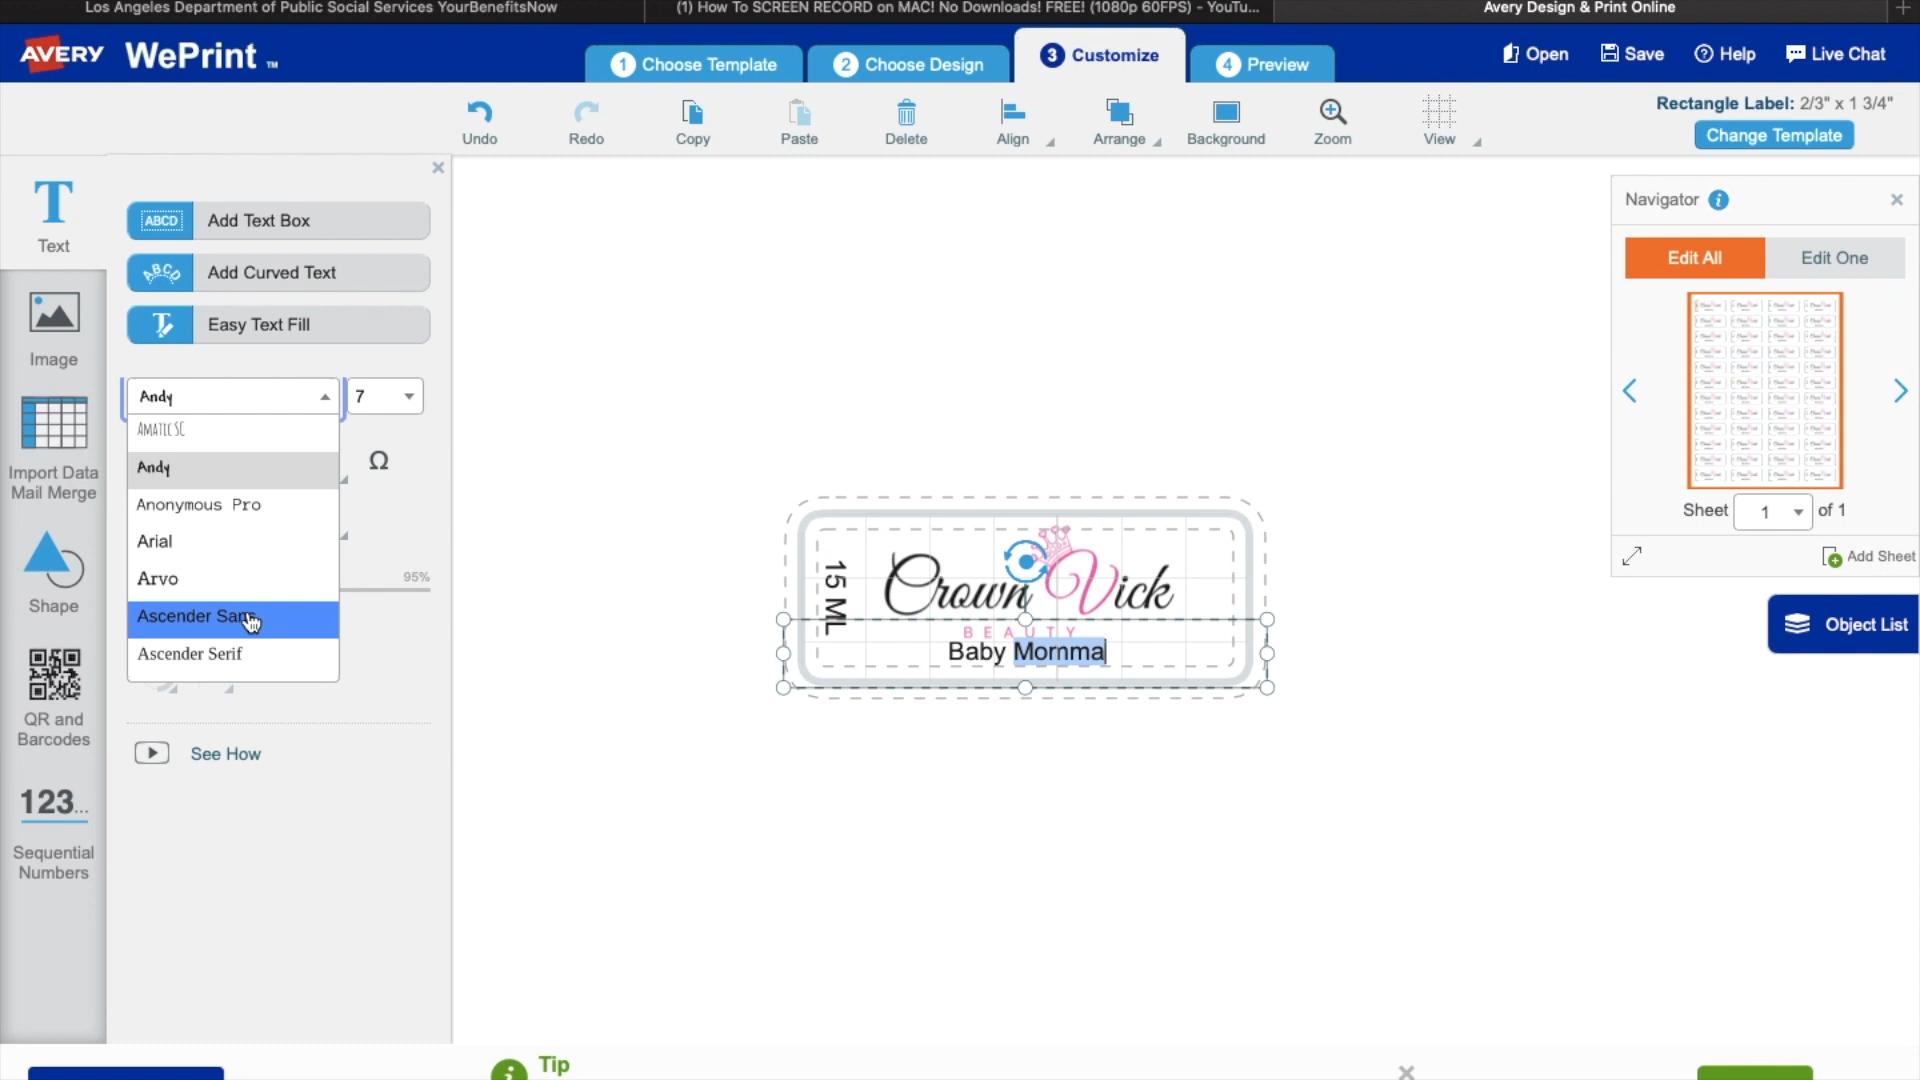 Los Angeles Department of Public Social Services YourBenefitsNow
(1) How To SCREEN RECORD on MAC! No Downloads! FREE! (1080p 60FPS) - YouTu...
Avery Design & Print Online
AVERY WePrint ™
1 Choose Template
2 Choose Design
3 Customize
4 Preview
Open
Save
Help
Live Chat
Undo
Redo
Copy
Paste
Delete
Align
Arrange
Background
Zoom
View
Rectangle Label: 2/3" x 1 3/4"
Change Template
Text
Image
Import Data
Mail Merge
Shape
QR and
Barcodes
123...
Sequential
Numbers
ABCD Add Text Box
ABCD Add Curved Text
Easy Text Fill
Andy
7
Amatic SC
Andy
Anonymous Pro
Arial
Arvo
Ascender Sans
Ascender Serif
Ω
95%
See How
15 ML
Crown Vick
BEAUTY
Baby Momma
Navigator
Edit All
Edit One
Sheet 1 of 1
Add Sheet
Object List
Tip